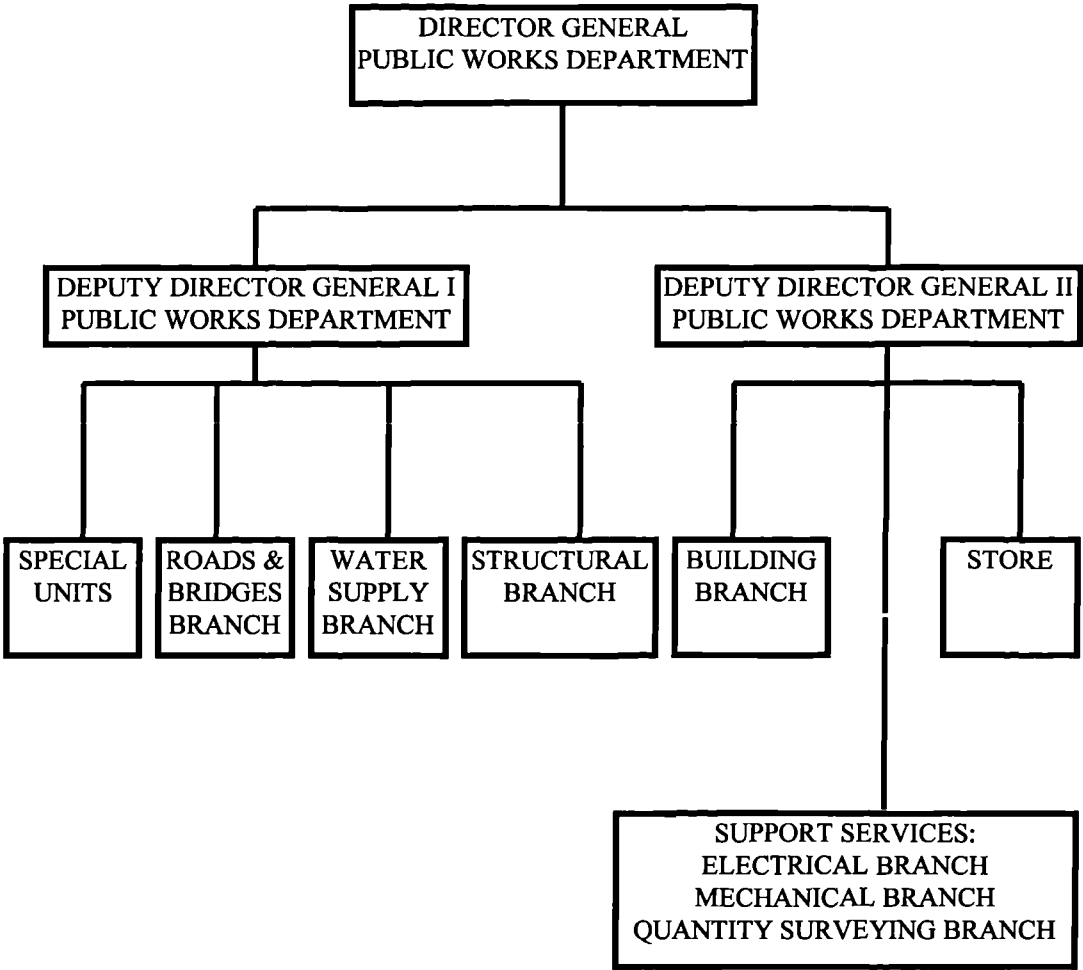 DIRECTOR GENERAL
PUBLIC WORKS DEPARTMENT
DEPUTY DIRECTOR GENERAL I
PUBLIC WORKS DEPARTMENT
DEPUTY DIRECTOR GENERAL II
PUBLIC WORKS DEPARTMENT
SPECIAL
UNITS
ROADS &
BRIDGES
BRANCH
WATER
SUPPLY
BRANCH
STRUCTURAL
BRANCH
BUILDING
BRANCH
STORE
SUPPORT SERVICES:
ELECTRICAL BRANCH
MECHANICAL BRANCH
QUANTITY SURVEYING BRANCH